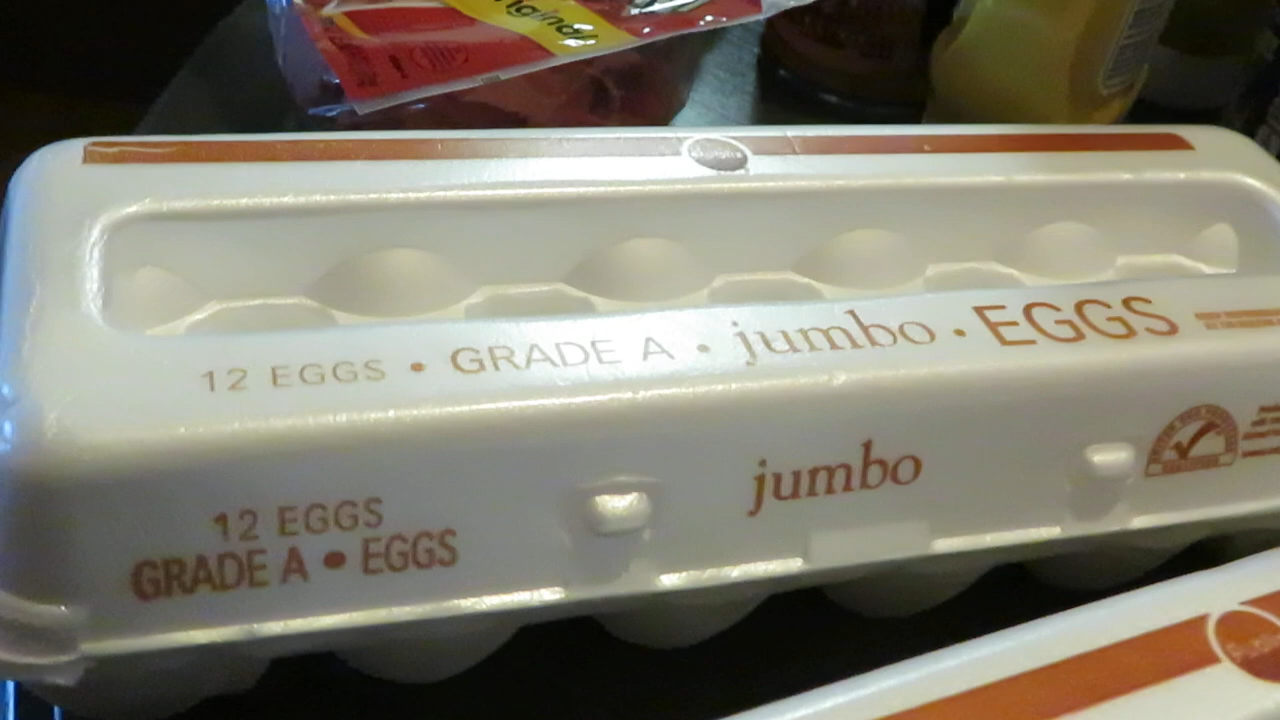 12 EGGS • GRADE A • jumbo • EGGS
jumbo
12 EGGS
GRADE A • EGGS